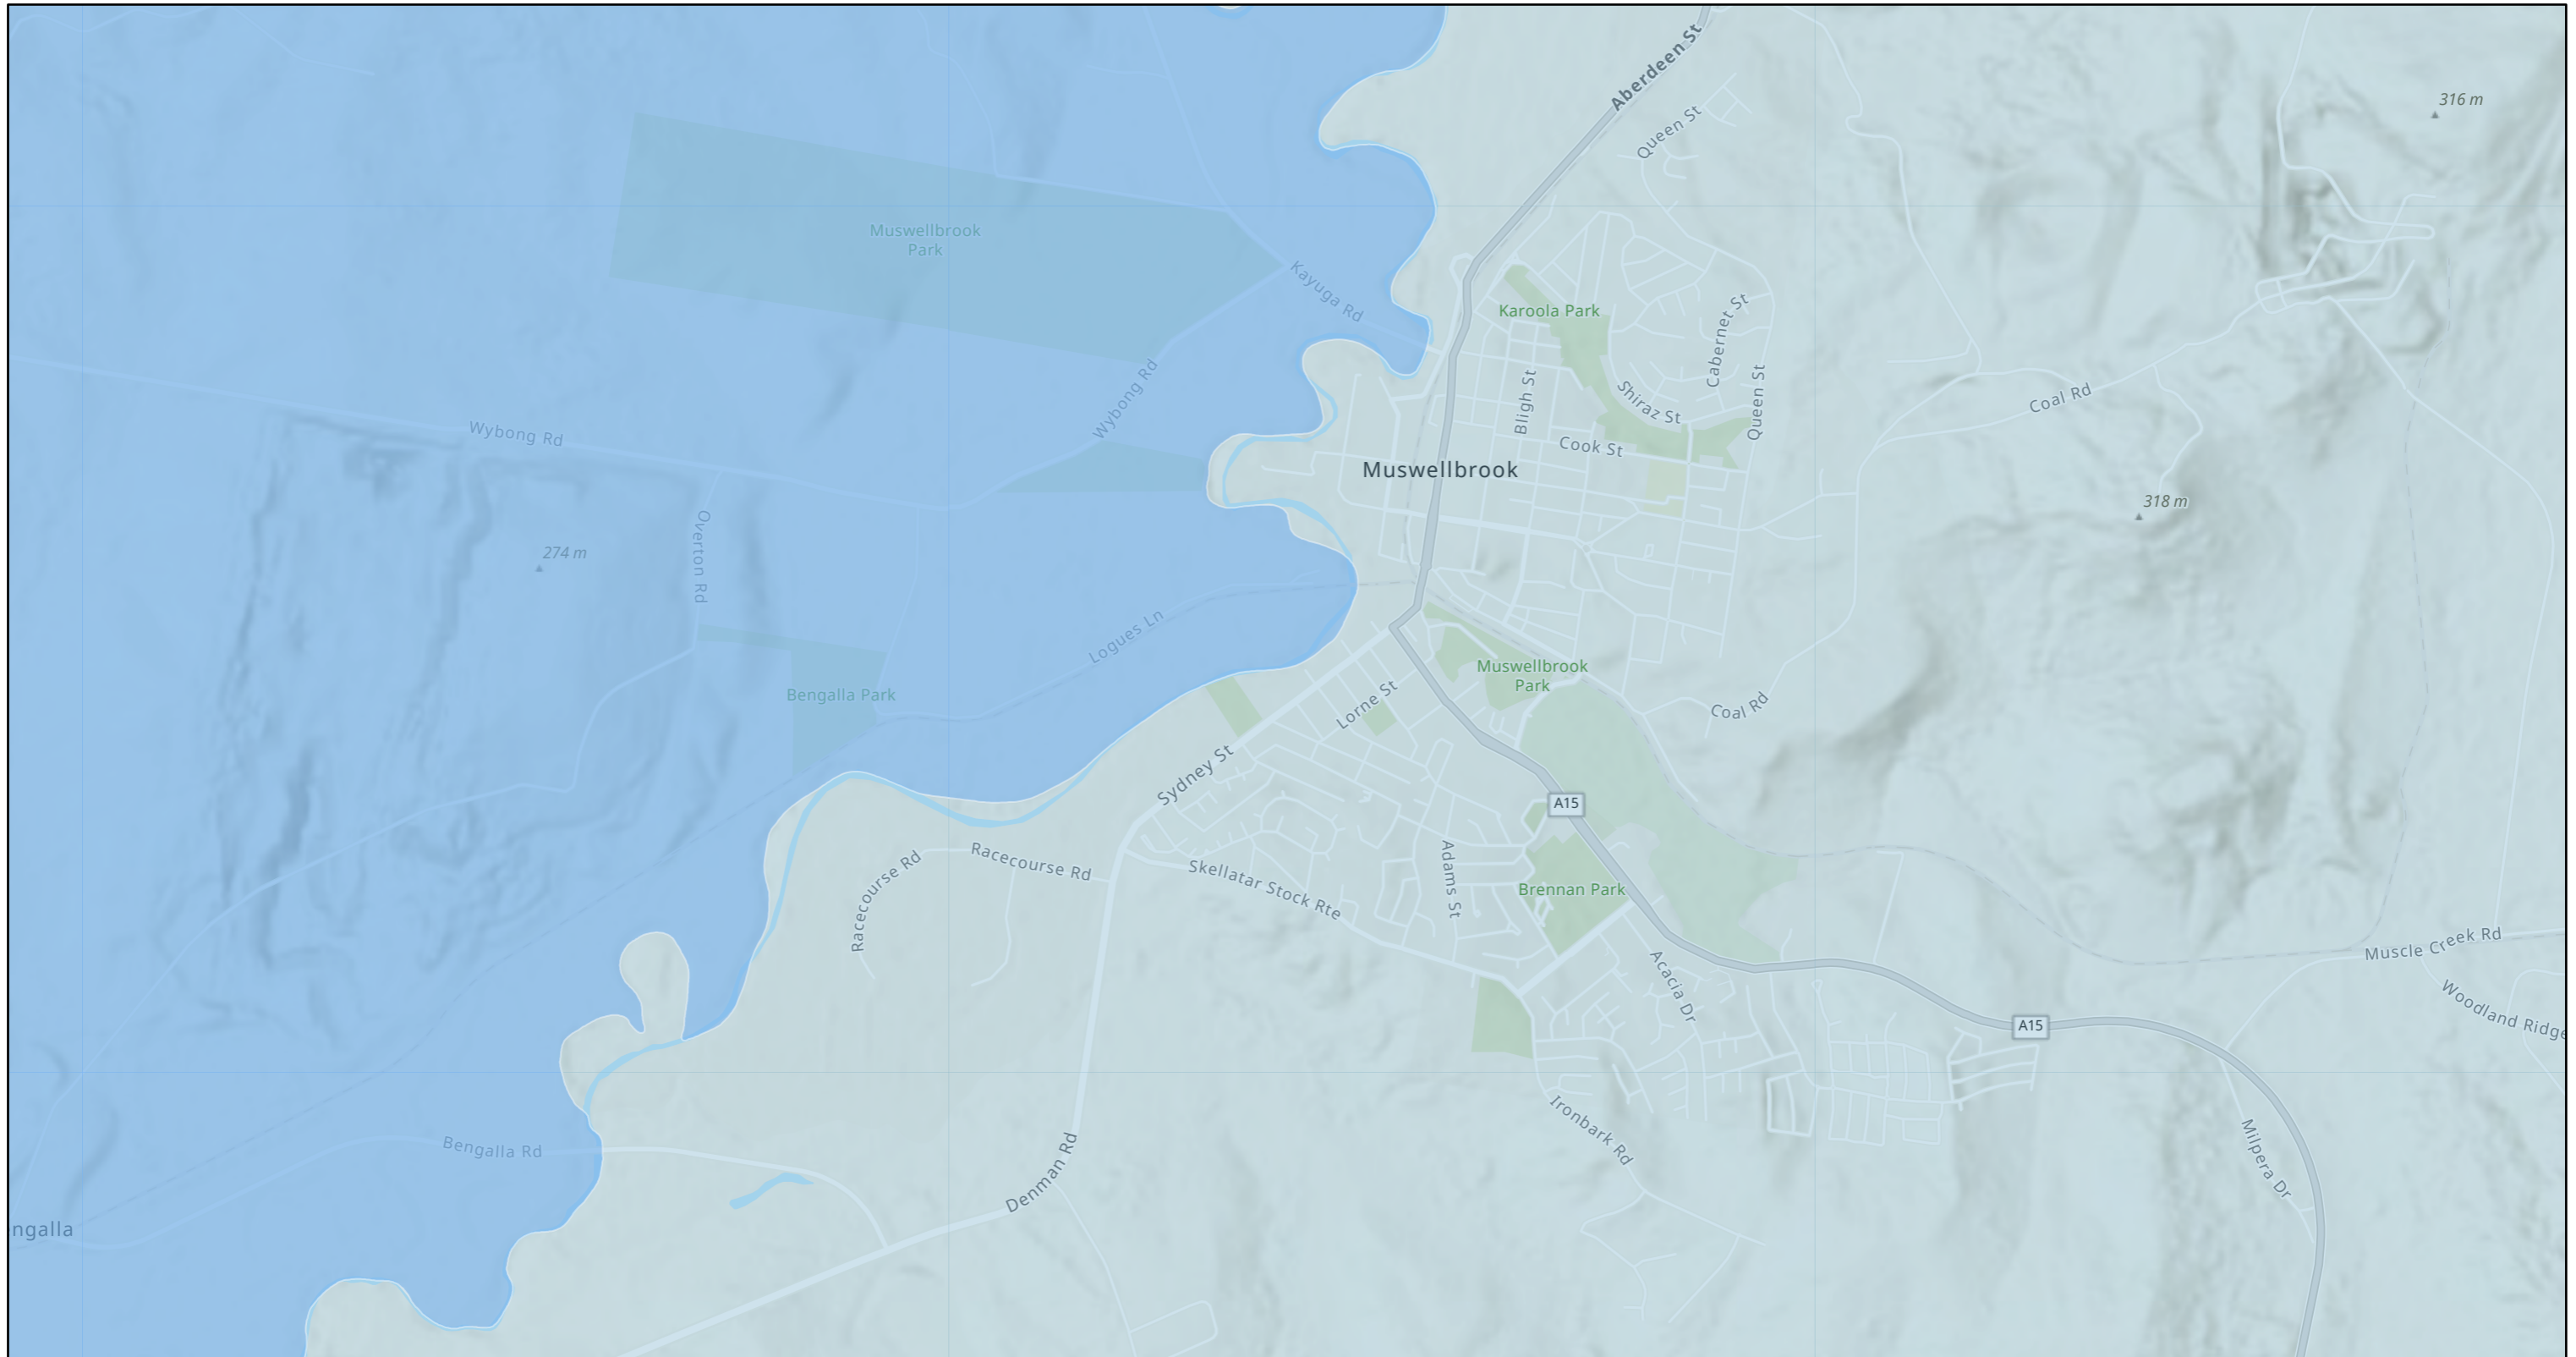 Aberdeen St
316 m
Queen St
Muswellbrook
Park
Kayuga Rd
Karoola Park
Cabernet St
Wybong Rd
Bligh St
Shiraz St
Queen St
Coal Rd
Wybong Rd
Cook St
Muswellbrook
318 m
Overton Rd
274 m
Logues Ln
Muswellbrook
Park
Bengalla Park
Lorne St
Coal Rd
Sydney St
A15
Racecourse Rd
Racecourse Rd
Skellatar Stock Rte
Adams St
Brennan Park
Acacia Dr
Muscle Creek Rd
Woodland Ridge
A15
Bengalla Rd
Ironbark Rd
Denman Rd
Milpera Dr
ngalla